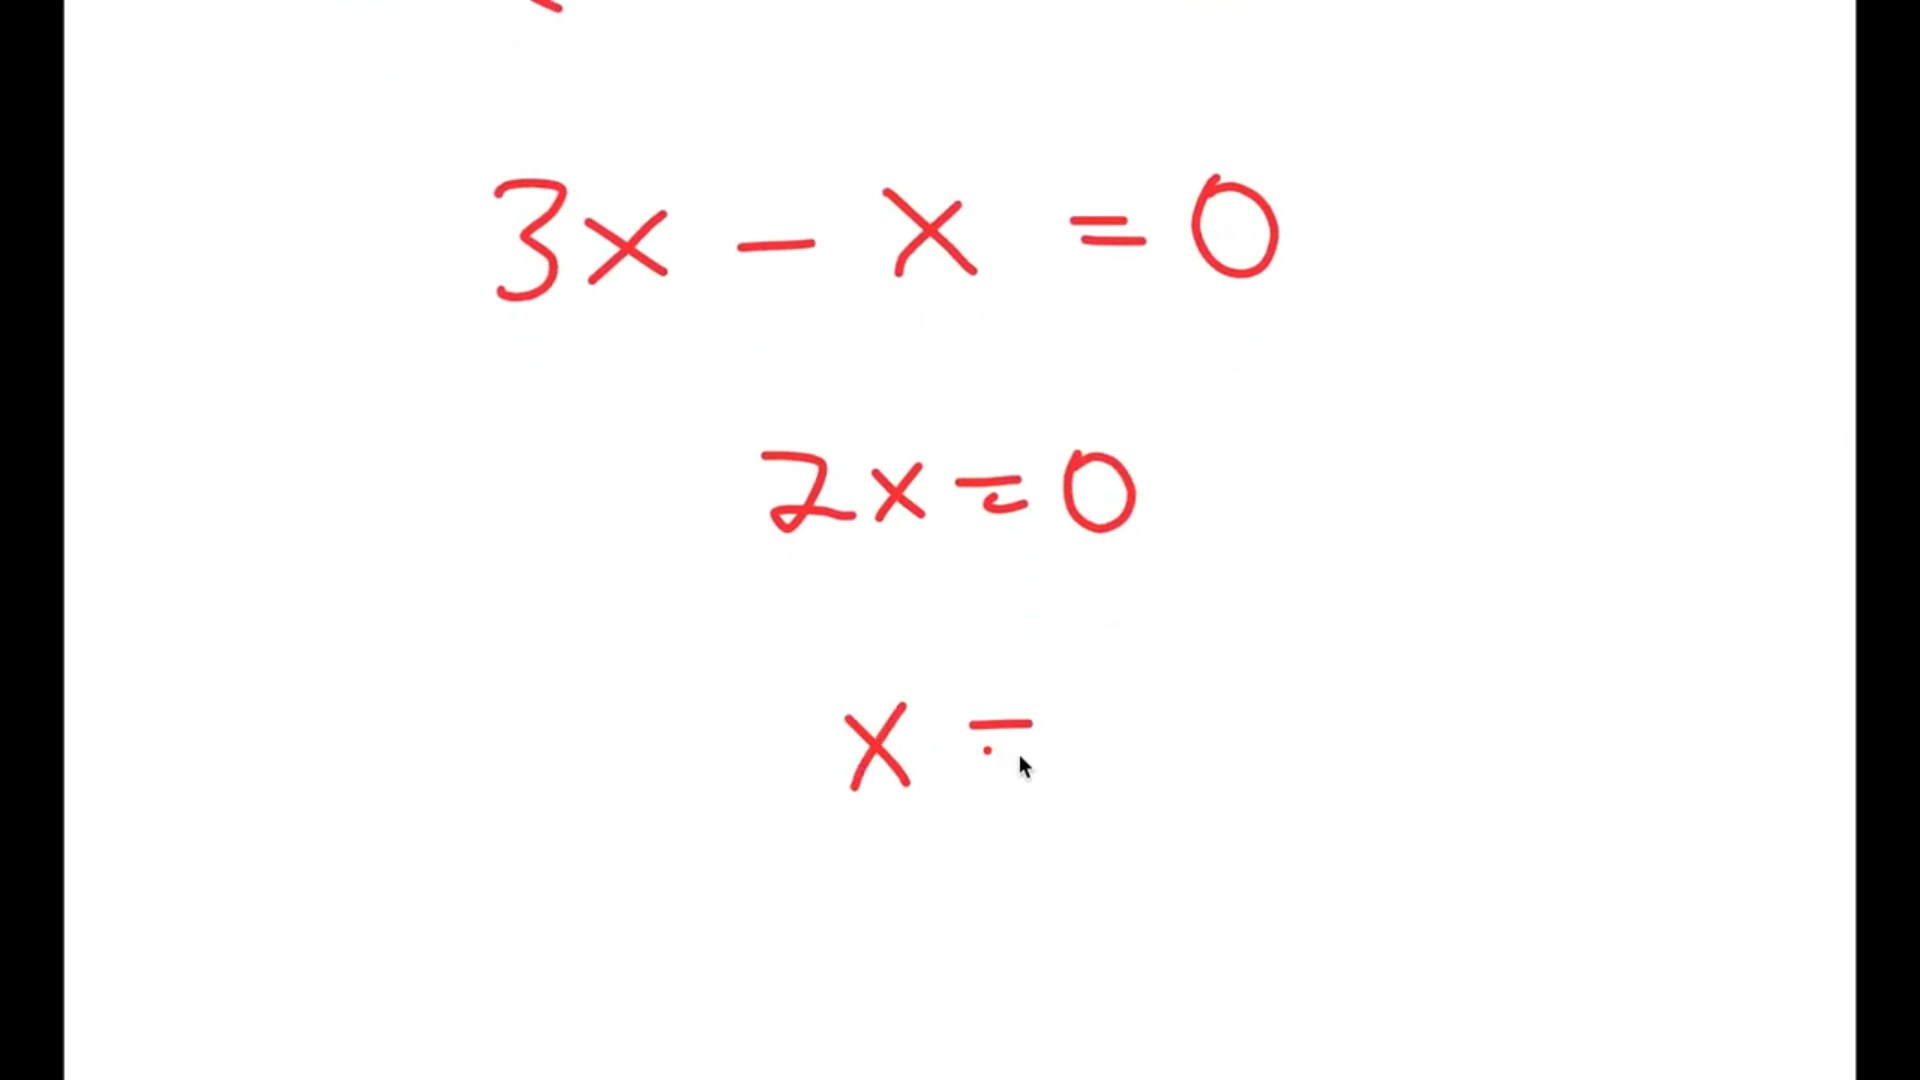 3x - x = 0
2x = 0
x =